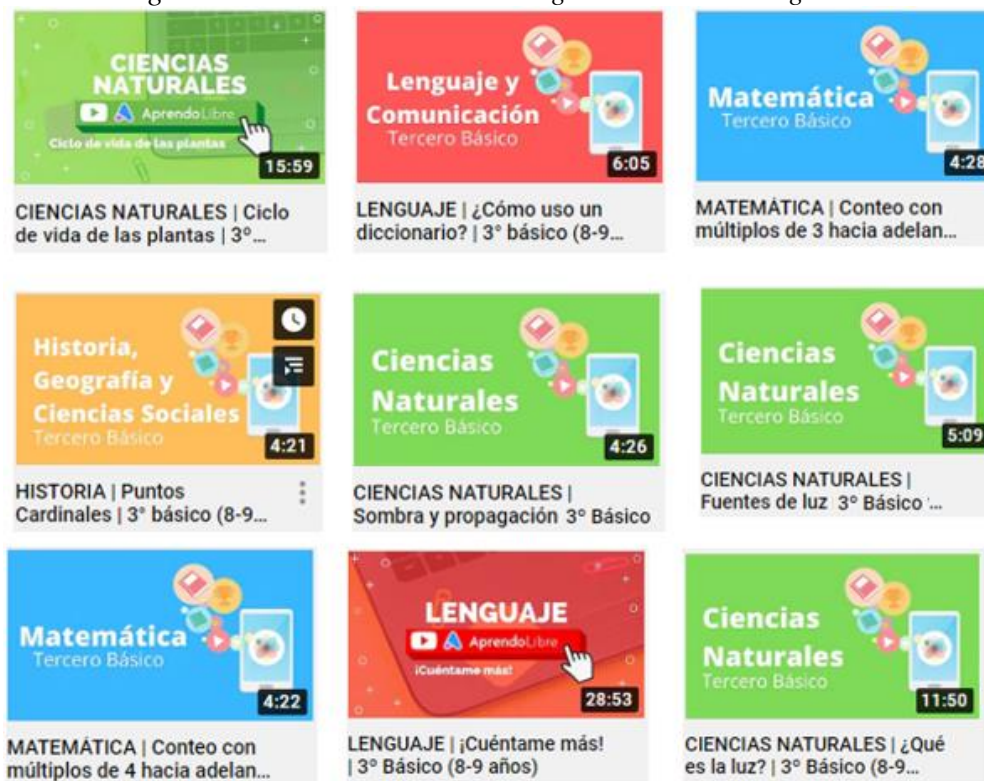 CIENCIAS
NATURALES
AprendoLibre
Ciclo de vida de las plantas
15:59
CIENCIAS NATURALES | Ciclo
de vida de las plantas | 3º...
Lenguaje y
Comunicación
Tercero Básico
6:05
LENGUAJE | ¿Cómo uso un
diccionario? | 3° básico (8-9...
Matemática
Tercero Básico
4:28
MATEMÁTICA | Conteo con
múltiplos de 3 hacia adelan...
Historia,
Geografía y
Ciencias Sociales
Tercero Básico
4:21
HISTORIA | Puntos
Cardinales | 3° básico (8-9...
Ciencias
Naturales
Tercero Básico
4:26
CIENCIAS NATURALES |
Sombra y propagación 3º Básico
Ciencias
Naturales
Tercero Básico
5:09
CIENCIAS NATURALES |
Fuentes de luz 3º Básico ...
Matemática
Tercero Básico
4:22
MATEMÁTICA | Conteo con
múltiplos de 4 hacia adelan...
LENGUAJE
AprendoLibre
¡Cuéntame más!
28:53
LENGUAJE | ¡Cuéntame más!
| 3º Básico (8-9 años)
Ciencias
Naturales
Tercero Básico
11:50
CIENCIAS NATURALES | ¿Qué
es la luz? | 3º Básico (8-9...